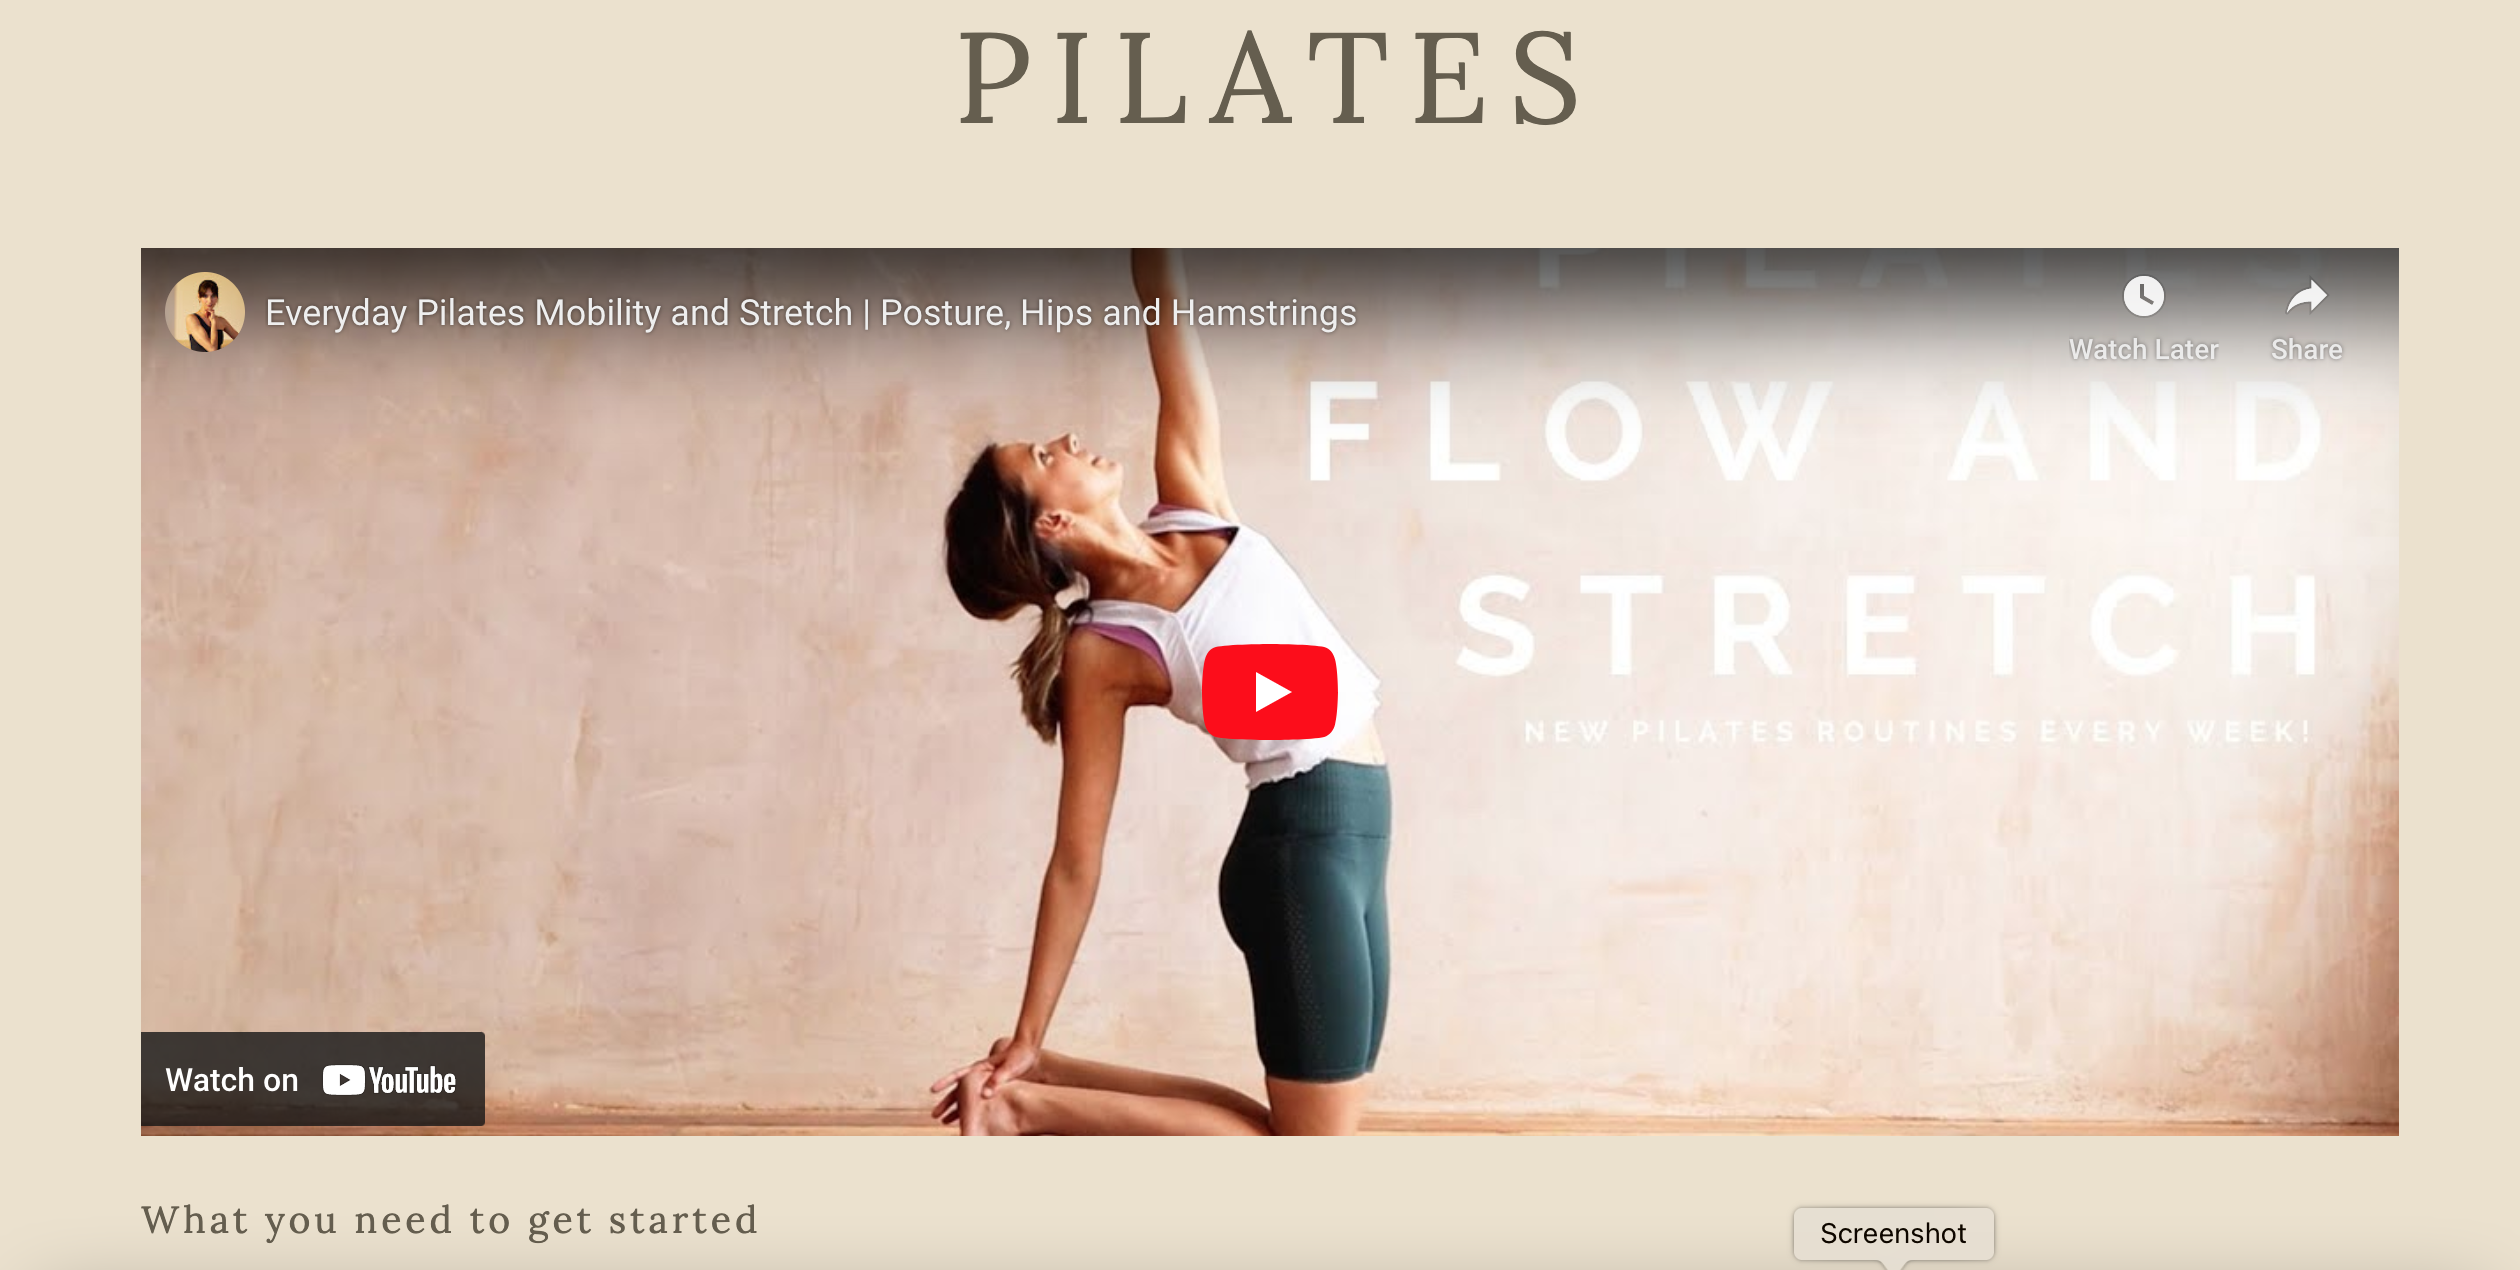 PILATES
Everyday Pilates Mobility and Stretch | Posture, Hips and Hamstrings
Watch Later
Share
PILATES
FLOW AND
STRETCH
NEW PILATES ROUTINES EVERY WEEK!
Watch on YouTube
What you need to get started
Screenshot